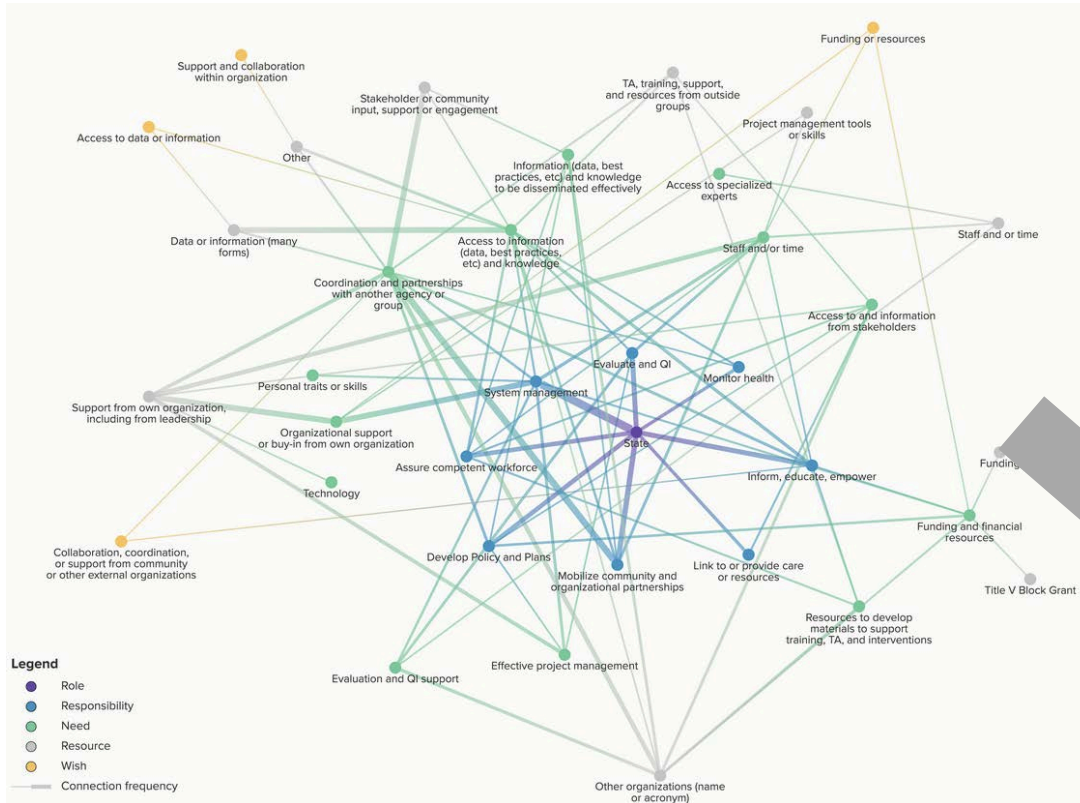 Funding or resources
Support and collaboration
within organization
TA, training, support,
and resources from outside
groups
Stakeholder or community
input, support or engagement
Project management tools
or skills
Access to data or information
Other
Information (data, best
practices, etc) and knowledge
to be disseminated effectively
Access to specialized
experts
Data or information (many
forms)
Access to information
(data, best practices,
etc) and knowledge
Staff and/or time
Staff and or time
Coordination and partnerships
with another agency or
group
Access to and information
from stakeholders
Evaluate and QI
Monitor health
Personal traits or skills
System management
Support from own organization,
including from leadership
Organizational support
or buy-in from own organization
State
Assure competent workforce
Inform, educate, empower
Funding
Technology
Funding and financial
resources
Collaboration, coordination,
or support from community
or other external organizations
Develop Policy and Plans
Mobilize community and
organizational partnerships
Link to or provide care
or resources
Title V Block Grant
Resources to develop
materials to support
training, TA, and interventions
Effective project management
Evaluation and QI support
Other organizations (name
or acronym)
Legend
Role
Responsibility
Need
Resource
Wish
Connection frequency